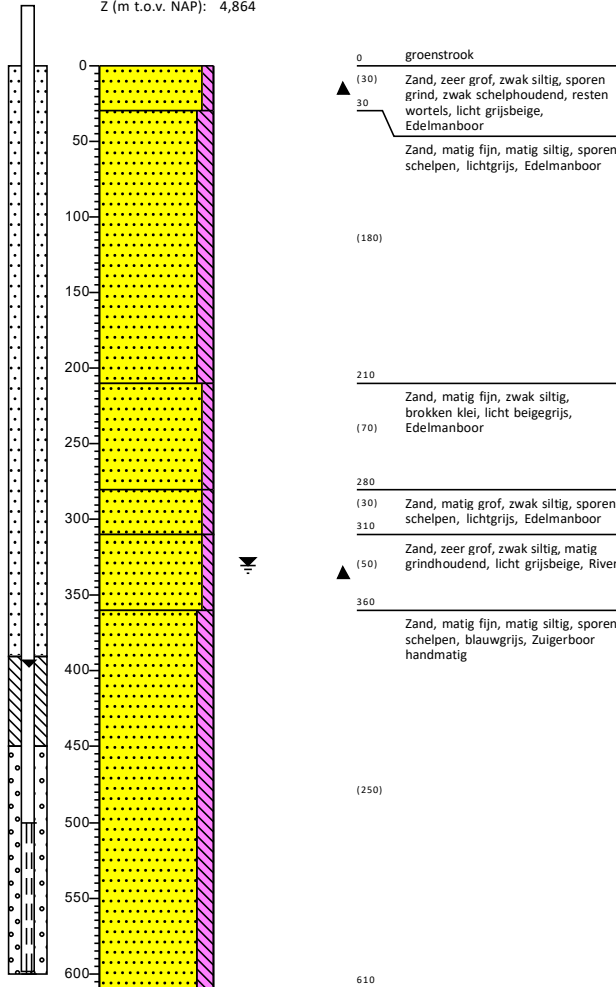 Z (m t.o.v. NAP): 4,864
0
50
100
150
200
250
300
350
400
450
500
550
600
0 groenstrook
(30)
30
Zand, zeer grof, zwak siltig, sporen
grind, zwak schelphoudend, resten
wortels, licht grijsbeige,
Edelmanboor
Zand, matig fijn, matig siltig, sporen
schelpen, lichtgrijs, Edelmanboor
(180)
210
Zand, matig fijn, zwak siltig,
brokken klei, licht beigegrijs,
Edelmanboor
(70)
280
(30)
Zand, matig grof, zwak siltig, sporen
schelpen, lichtgrijs, Edelmanboor
310
Zand, zeer grof, zwak siltig, matig
grindhoudend, licht grijsbeige, River
(50)
360
Zand, matig fijn, matig siltig, sporen
schelpen, blauwgrijs, Zuigerboor
handmatig
(250)
610